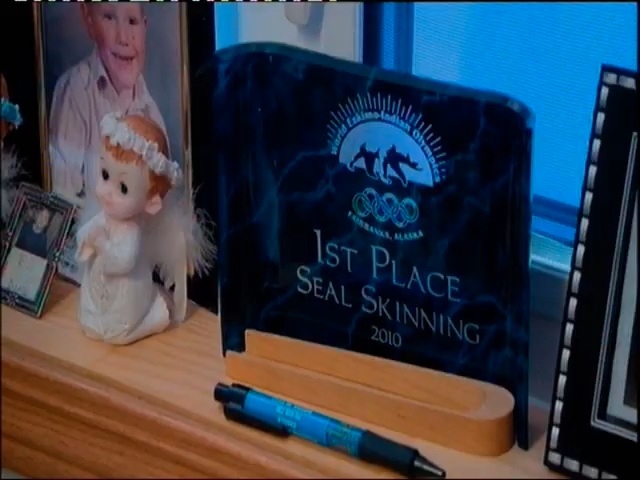 World Eskimo-Indian Olympics
FAIRBANKS, ALASKA
1ST PLACE
SEAL SKINNING
2010